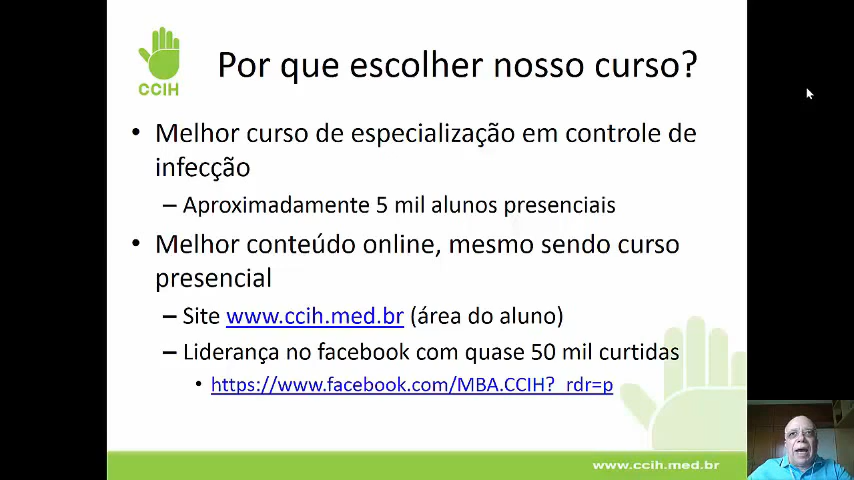 CCIH
Por que escolher nosso curso?
• Melhor curso de especialização em controle de
infecção
– Aproximadamente 5 mil alunos presenciais
• Melhor conteúdo online, mesmo sendo curso
presencial
– Site www.ccih.med.br (área do aluno)
– Liderança no facebook com quase 50 mil curtidas
• https://www.facebook.com/MBA.CCIH?_rdr=p
www.ccih.med.br